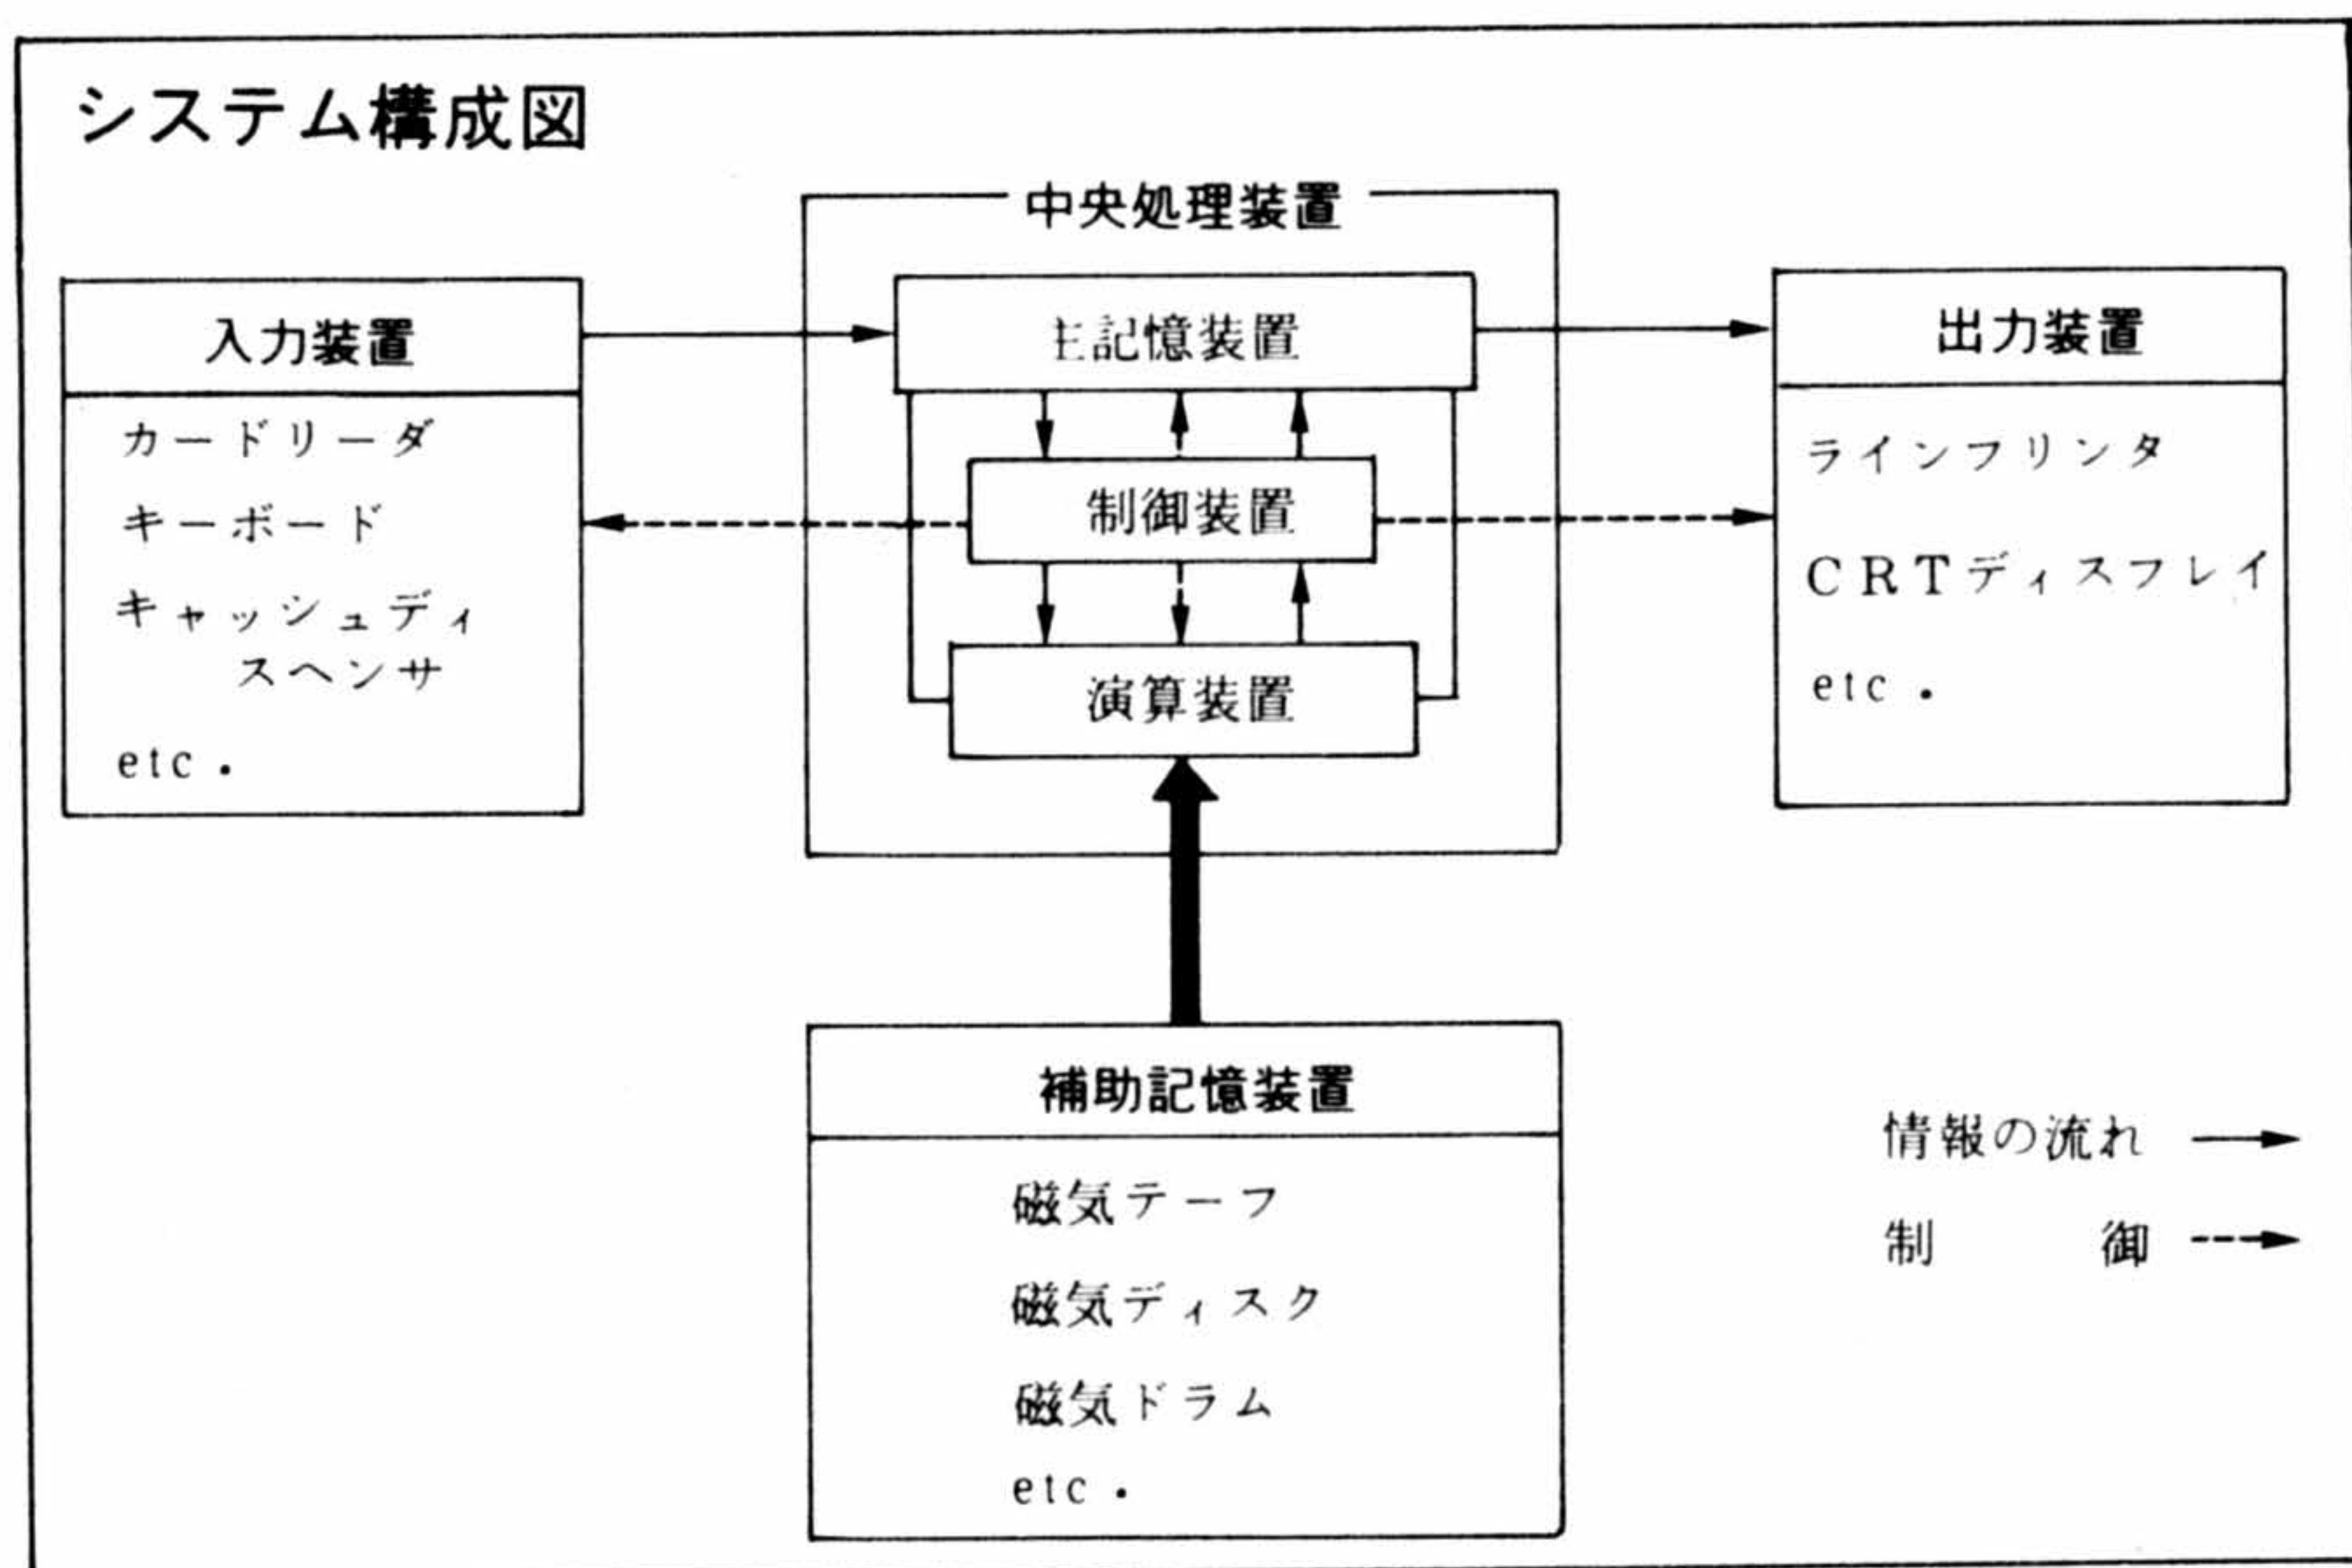 システム構成図
中央処理装置
入力装置
カードリーダ
キーボード
キャッシュディ
スペンサ
etc.
主記憶装置
制御装置
演算装置
出力装置
ラインプリンタ
CRTディスプレイ
etc.
補助記憶装置
磁気テープ
磁気ディスク
磁気ドラム
etc.
情報の流れ
制 御